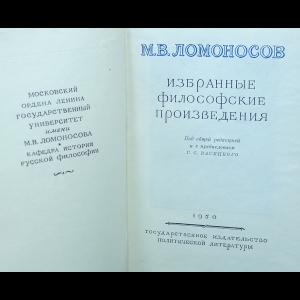 МОСКОВСКИЙ
ОРДЕНА ЛЕНИНА
ГОСУДАРСТВЕННЫЙ
УНИВЕРСИТЕТ
имени
М.В. ЛОМОНОСОВА
КАФЕДРА ИСТОРИИ
РУССКОЙ ФИЛОСОФИИ
М.В. ЛОМОНОСОВ
ИЗБРАННЫЕ
ФИЛОСОФСКИЕ
ПРОИЗВЕДЕНИЯ
Под общей редакцией
и с предисловием
Г. С. ВАСЕЦКОГО
1950
ГОСУДАРСТВЕННОЕ ИЗДАТЕЛЬСТВО
ПОЛИТИЧЕСКОЙ ЛИТЕРАТУРЫ